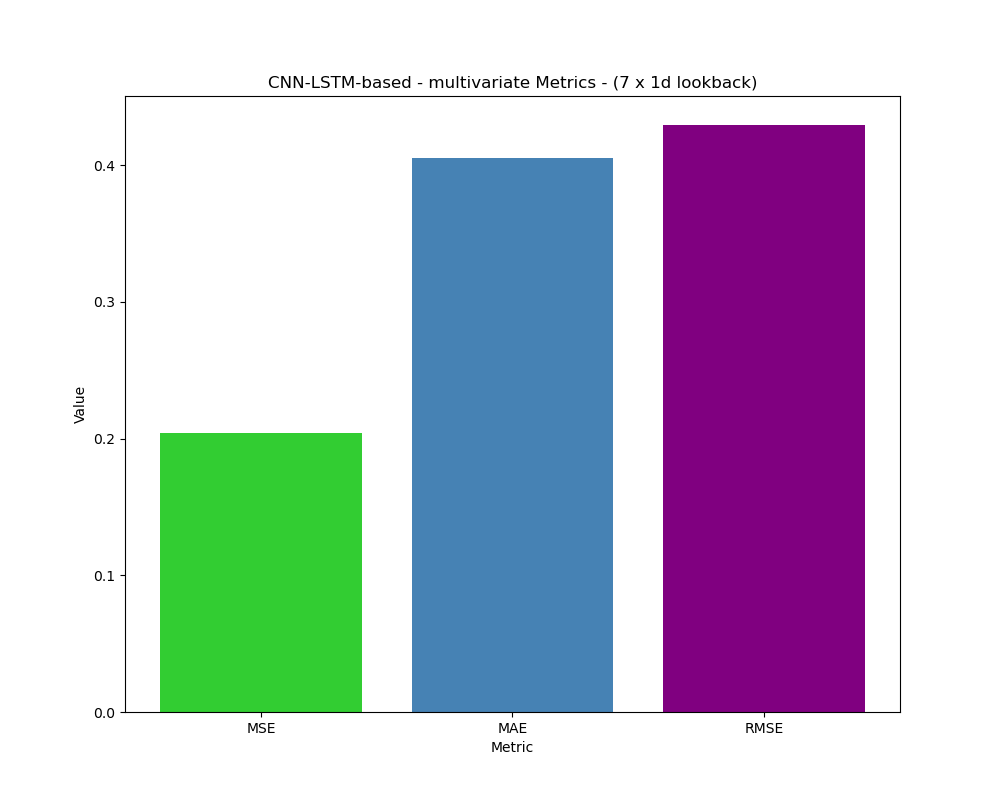 CNN-LSTM-based - multivariate Metrics - (7 x 1d lookback)
0.4
0.3
0.2
0.1
0.0
Value
MSE MAE RMSE
Metric